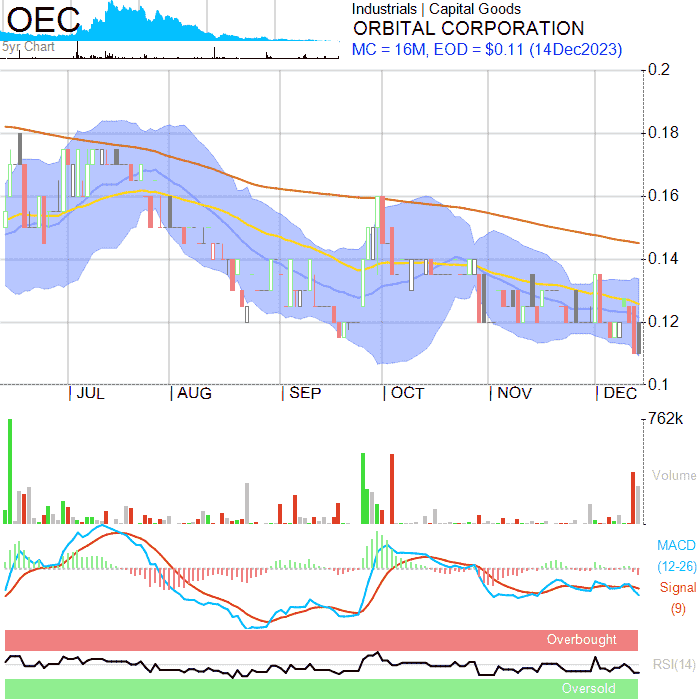 OEC
5yr Chart
Industrials | Capital Goods
ORBITAL CORPORATION
MC = 16M, EOD = $0.11 (14Dec2023)
0.2
0.18
0.16
0.14
0.12
0.1
JUL AUG SEP OCT NOV DEC
762k
Volume
MACD
(12-26)
Signal
(9)
Overbought
RSI(14)
Oversold